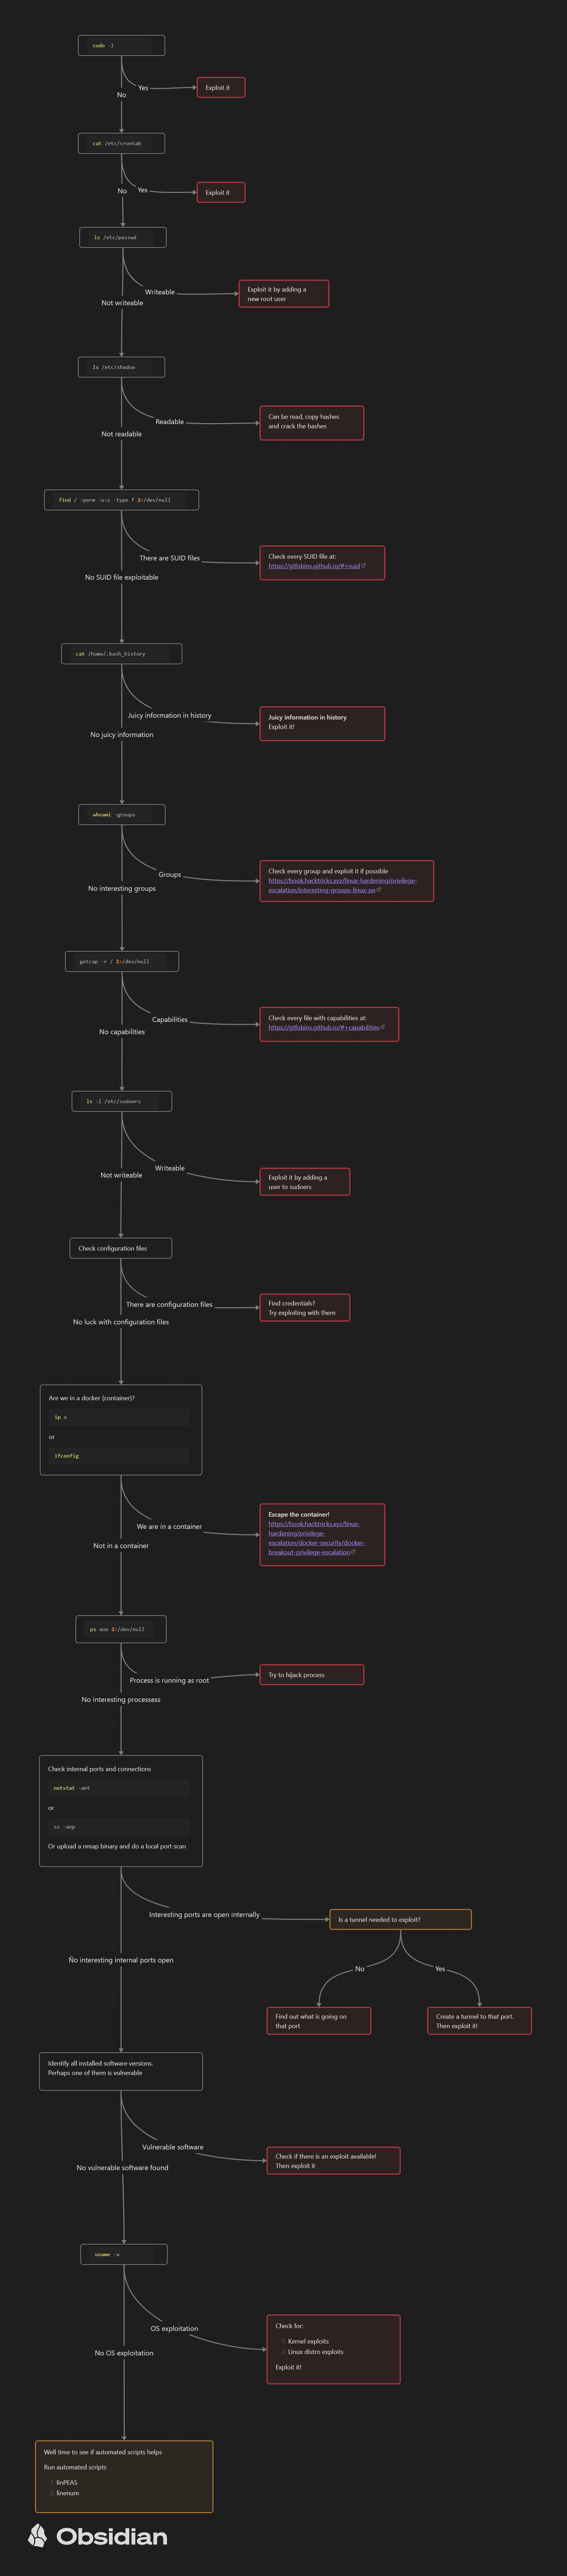 sudo -l
Yes
Exploit it
No
cat /etc/crontab
No
Yes
Exploit it
ls /etc/passwd
Writeable
Exploit it by adding a
new root user
Not writeable
ls /etc/shadow
Readable
Can be read, copy hashes
and crack the hashes
Not readable
find / -perm -u=s -type f 2>/dev/null
There are SUID files
Check every SUID file at:
https://gtfobins.github.io/#+suid
No SUID file exploitable
cat /home/.bash_history
Juicy information in history
Juicy information in history
Exploit it!
No juicy information
whoami -groups
Groups
Check every group and exploit it if possible
https://book.hacktricks.xyz/linux-hardening/privilege-
escalation/interesting-groups-linux-pe
No interesting groups
getcap -r / 2>/dev/null
Capabilities
Check every file with capabilities at:
https://gtfobins.github.io/#+capabilities
No capabilities
ls -l /etc/sudoers
Writeable
Exploit it by adding a
user to sudoers
Not writeable
Check configuration files
There are configuration files
Find credentials?
Try exploiting with them
No luck with configuration files
Are we in a docker (container)?
ip a
or
ifconfig
We are in a container
Escape the container!
https://book.hacktricks.xyz/linux-
hardening/privilege-
escalation/docker-security/docker-
breakout-privilege-escalation
Not in a container
ps aux 2>/dev/null
Process is running as root
Try to hijack process
No interesting processess
Check internal ports and connections
netstat -ant
or
ss -anp
Or upload a nmap binary and do a local port scan
Interesting ports are open internally
Is a tunnel needed to exploit?
No
Yes
Find out what is going on
that port
Create a tunnel to that port.
Then exploit it!
Ño interesting internal ports open
Identify all installed software versions.
Perhaps one of them is vulnerable
Vulnerable software
Check if there is an exploit available!
Then exploit it
No vulnerable software found
uname -a
OS exploitation
Check for:
1. Kernel exploits
2. Linux distro exploits
Exploit it!
No OS exploitation
Well time to see if automated scripts helps
Run automated scripts
1. linPEAS
2. linenum
Obsidian